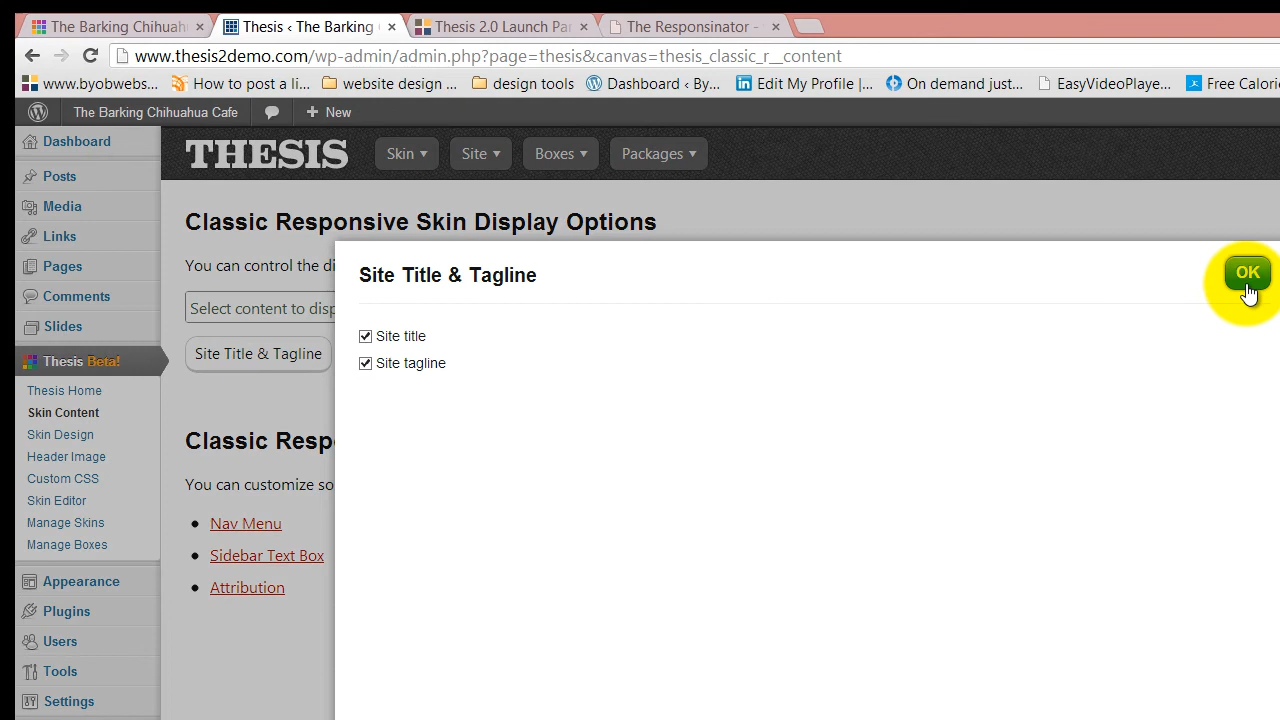 The Barking Chihuah
Thesis ‹ The Barking
Thesis 2.0 Launch Par
The Responsinator -
www.thesis2demo.com/wp-admin/admin.php?page=thesis&canvas=thesis_classic_r__content
www.byobwebs...
How to post a li...
website design ...
design tools
Dashboard ‹ By...
Edit My Profile |...
On demand just...
EasyVideoPlaye...
Free Calori
The Barking Chihuahua Cafe
+ New
Dashboard
Posts
Media
Links
Pages
Comments
Slides
Thesis Beta!
Thesis Home
Skin Content
Skin Design
Header Image
Custom CSS
Skin Editor
Manage Skins
Manage Boxes
Appearance
Plugins
Users
Tools
Settings
THESIS
Skin
Site
Boxes
Packages
Classic Responsive Skin Display Options
You can control the di
Select content to disp
Site Title & Tagline
Classic Resp
You can customize so
Nav Menu
Sidebar Text Box
Attribution
Site Title & Tagline
OK
Site title
Site tagline